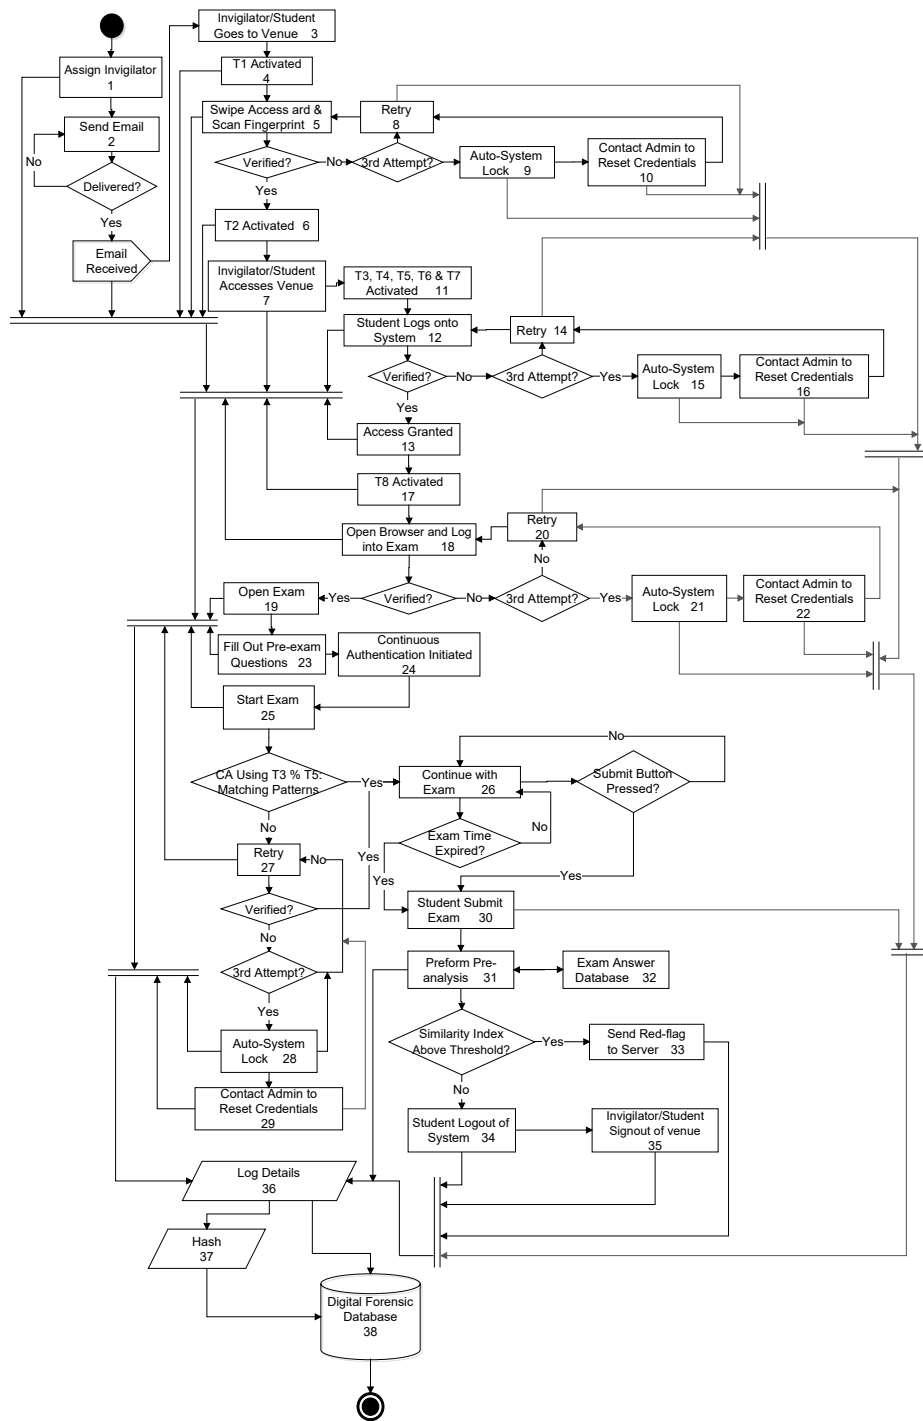 Invigilator/Student
Goes to Venue 3
Assign Invigilator
1
T1 Activated
4
Send Email
2
Swipe Access ard &
Scan Fingerprint 5
Retry
8
No
Delivered?
Yes
Email
Received
Verified?
No
3rd Attempt?
Auto-System
Lock 9
Contact Admin to
Reset Credentials
10
Yes
T2 Activated 6
Invigilator/Student
Accesses Venue
7
T3, T4, T5, T6 & T7
Activated 11
Student Logs onto
System 12
Retry 14
Verified?
No
3rd Attempt?
Yes
Auto-System
Lock 15
Contact Admin to
Reset Credentials
16
Yes
Access Granted
13
T8 Activated
17
Open Browser and Log
into Exam 18
Retry
20
No
Open Exam
19
Yes
Verified?
No
3rd Attempt?
Yes
Auto-System
Lock 21
Contact Admin to
Reset Credentials
22
Fill Out Pre-exam
Questions 23
Continuous
Authentication Initiated
24
Start Exam
25
CA Using T3 % T5:
Matching Patterns
Yes
Continue with
Exam 26
No
Submit Button
Pressed?
No
Exam Time
Expired?
No
Retry
27
No
Yes
Yes
Yes
Verified?
Student Submit
Exam 30
No
3rd Attempt?
Preform Pre-
analysis 31
Exam Answer
Database 32
Yes
Auto-System
Lock 28
Similarity Index
Above Threshold?
Yes
Send Red-flag
to Server 33
Contact Admin to
Reset Credentials
29
No
Student Logout of
System 34
Invigilator/Student
Signout of venue
35
Log Details
36
Hash
37
Digital Forensic
Database
38